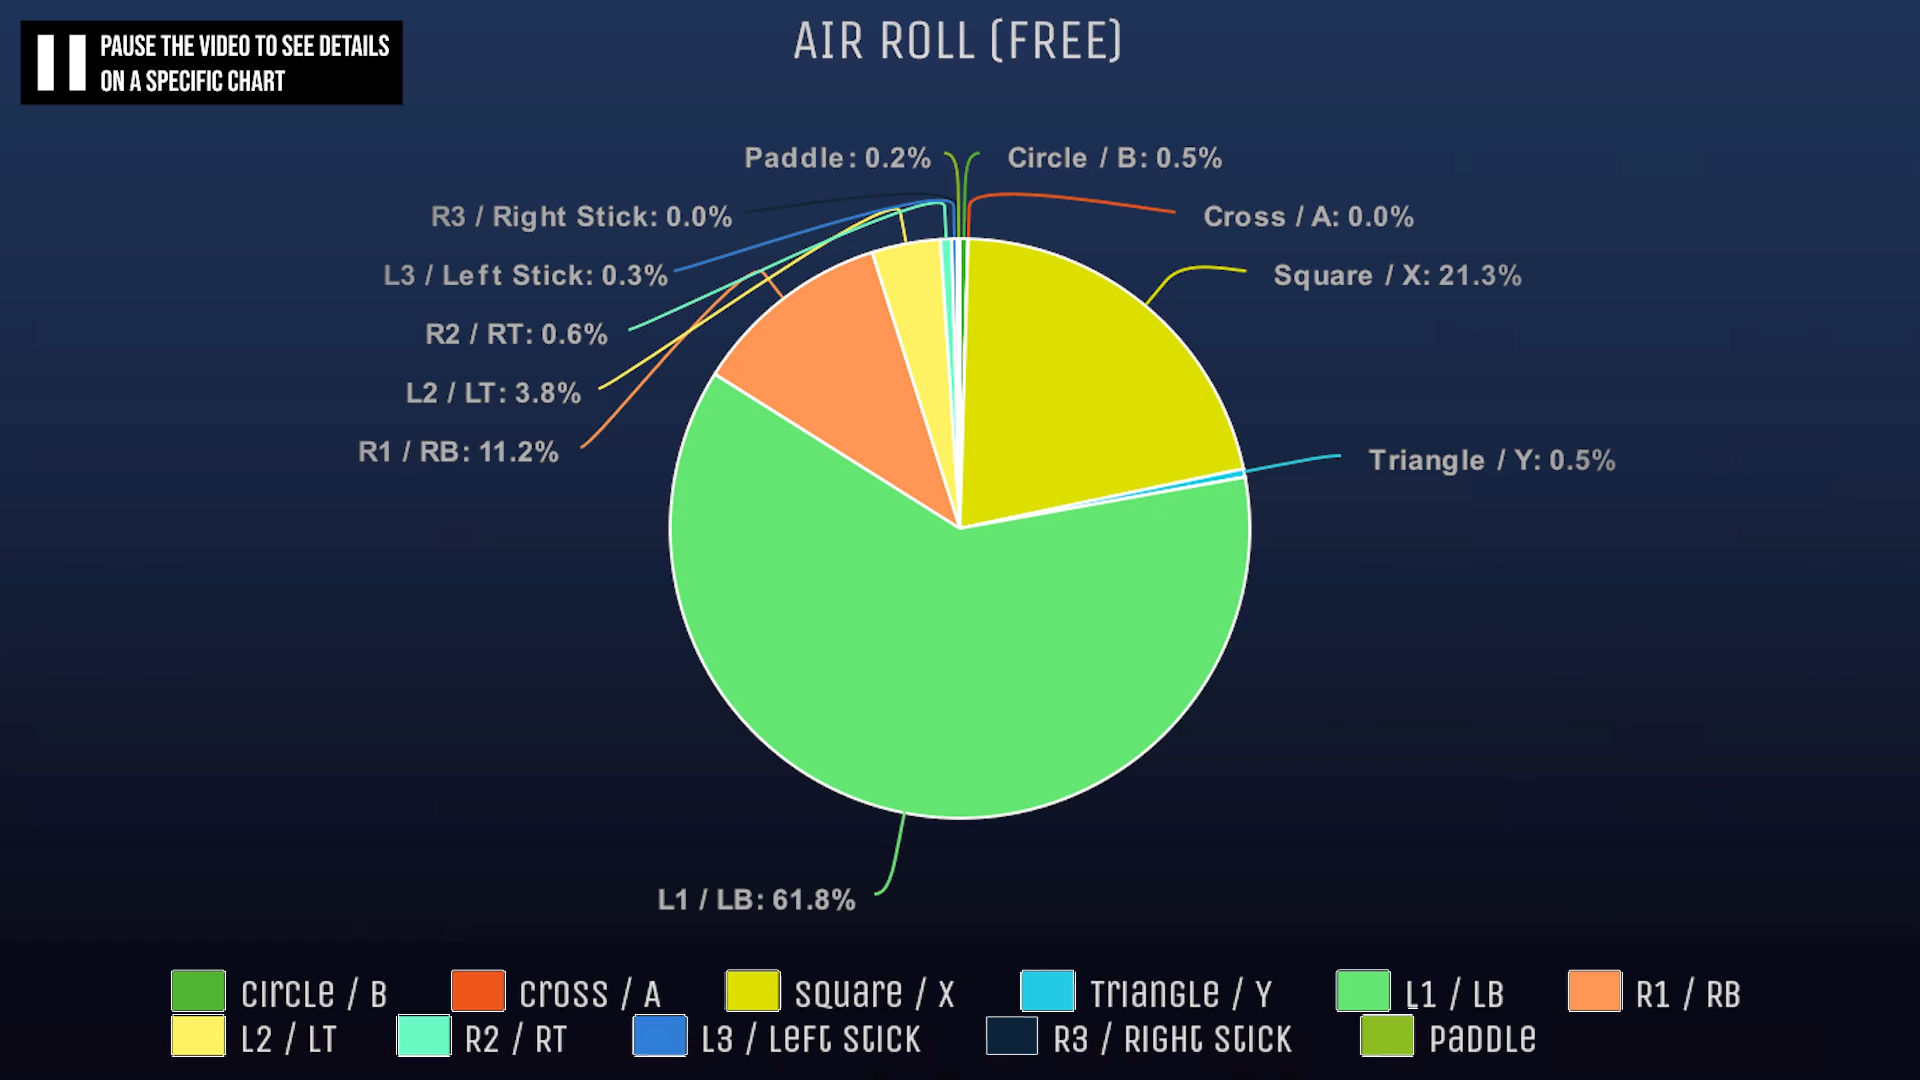 PAUSE THE VIDEO TO SEE DETAILS
ON A SPECIFIC CHART
AIR ROLL (FREE)
Paddle: 0.2%
Circle / B: 0.5%
R3 / Right Stick: 0.0%
Cross / A: 0.0%
L3 / Left Stick: 0.3%
Square / X: 21.3%
R2 / RT: 0.6%
L2 / LT: 3.8%
R1 / RB: 11.2%
Triangle / Y: 0.5%
L1 / LB: 61.8%
Circle / B
Cross / A
Square / X
Triangle / Y
L1 / LB
R1 / RB
L2 / LT
R2 / RT
L3 / Left Stick
R3 / Right Stick
Paddle